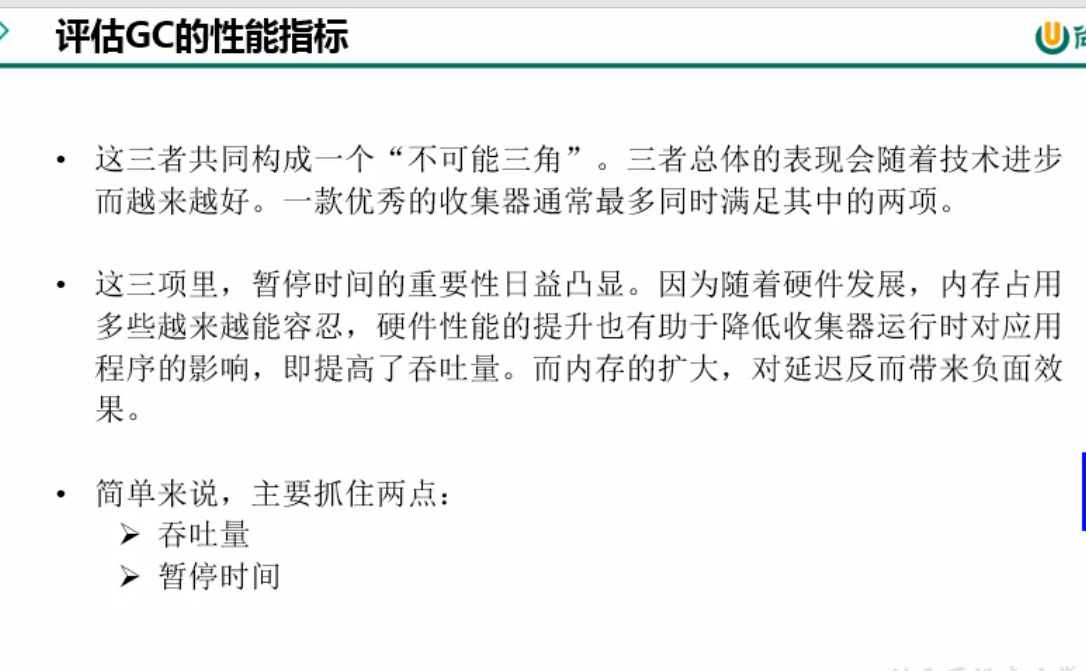 评估GC的性能指标
• 这三者共同构成一个“不可能三角”。三者总体的表现会随着技术进步
而越来越好。一款优秀的收集器通常最多同时满足其中的两项。
• 这三项里，暂停时间的重要性日益凸显。因为随着硬件发展，内存占用
多些越来越能容忍，硬件性能的提升也有助于降低收集器运行时对应用
程序的影响，即提高了吞吐量。而内存的扩大，对延迟反而带来负面效
果。
• 简单来说，主要抓住两点：
➢ 吞吐量
➢ 暂停时间